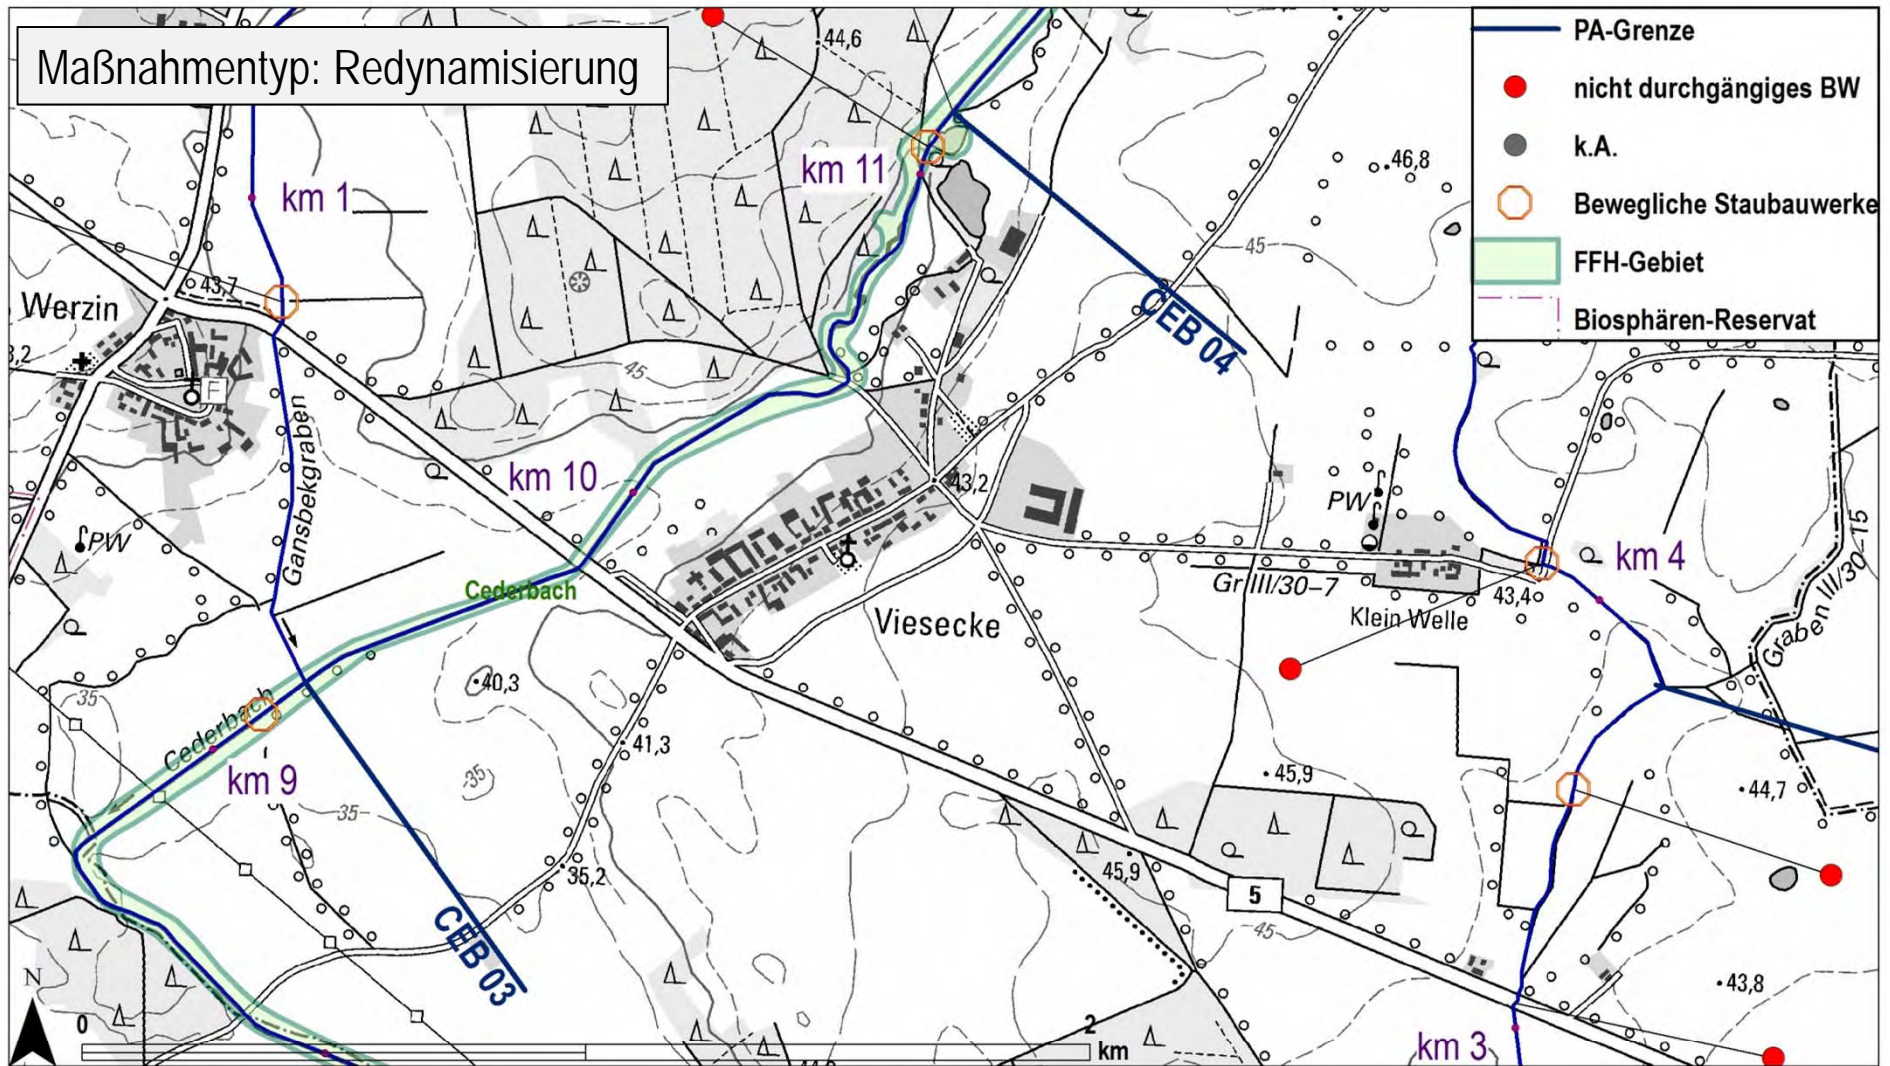 Maßnahmentyp: Redynamisierung
PA-Grenze
nicht durchgängiges BW
k.A.
Bewegliche Staubauwerke
FFH-Gebiet
Biosphären-Reservat
44,6
km 11
46,8
km 1
45
43,7
Werzin
CEB 04
3,2
45
F
km 10
43,2
PW
PW
Gansbekgraben
Cederbach
km 4
Gr III/30-7
43,4
Klein Welle
Graben III/30-15
Viesecke
40,3
35
Cederbach
41,3
km 9
35
35
45,9
44,7
35,2
45,9
5
CEB 03
45
43,8
N
0
2
km
km 3